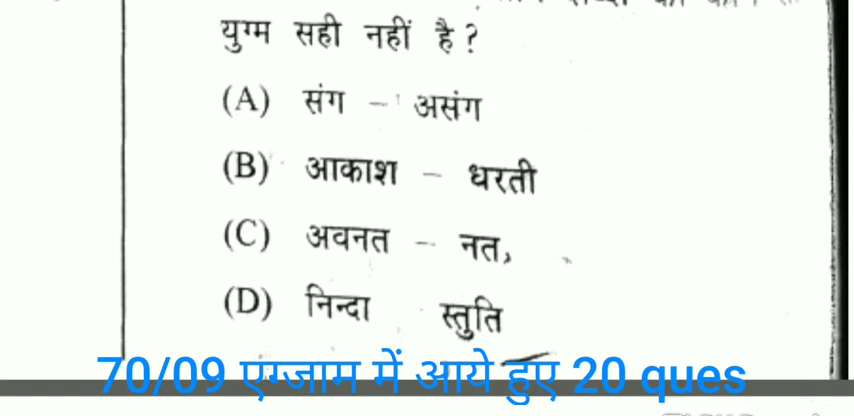 युग्म सही नहीं है ?
(A) संग - असंग
(B) आकाश - धरती
(C) अवनत - नत,
(D) निन्दा स्तुति
70/09 एग्जाम में आये हुए 20 ques